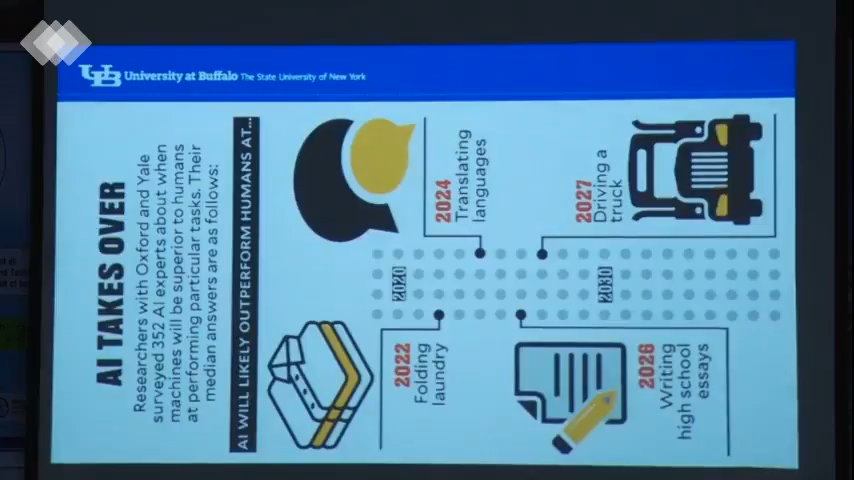 UB University at Buffalo The State University of New York
AI TAKES OVER
Researchers with Oxford and Yale
surveyed 352 AI experts about when
machines will be superior to humans
at performing particular tasks. Their
median answers are as follows:
AI WILL LIKELY OUTPERFORM HUMANS AT...
2022
Folding
laundry
2024
Translating
languages
2020
2026
Writing
high school
essays
2027
Driving a
truck
2030